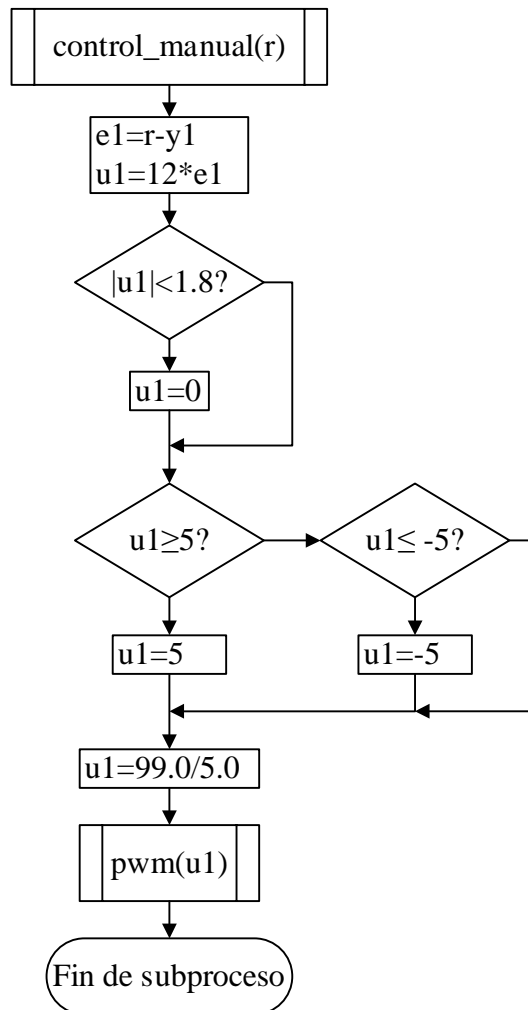 control_manual(r)
e1=r-y1
u1=12*e1
|u1|<1.8?
u1=0
u1≥5?
u1≤ -5?
u1=5
u1=-5
u1=99.0/5.0
pwm(u1)
Fin de subproceso